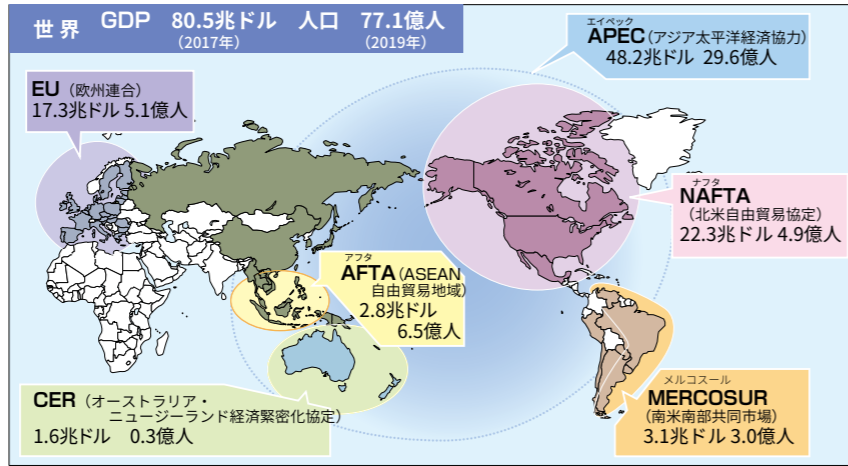 世界 GDP 80.5兆ドル 人口 77.1億人
(2017年) (2019年)
エイペック
APEC(アジア太平洋経済協力)
48.2兆ドル 29.6億人
EU(欧州連合)
17.3兆ドル 5.1億人
ナフタ
NAFTA
(北米自由貿易協定)
22.3兆ドル 4.9億人
アフタ
AFTA(ASEAN
自由貿易地域)
2.8兆ドル
6.5億人
CER(オーストラリア・
ニュージーランド経済緊密化協定)
1.6兆ドル 0.3億人
メルコスール
MERCOSUR
(南米南部共同市場)
3.1兆ドル 3.0億人